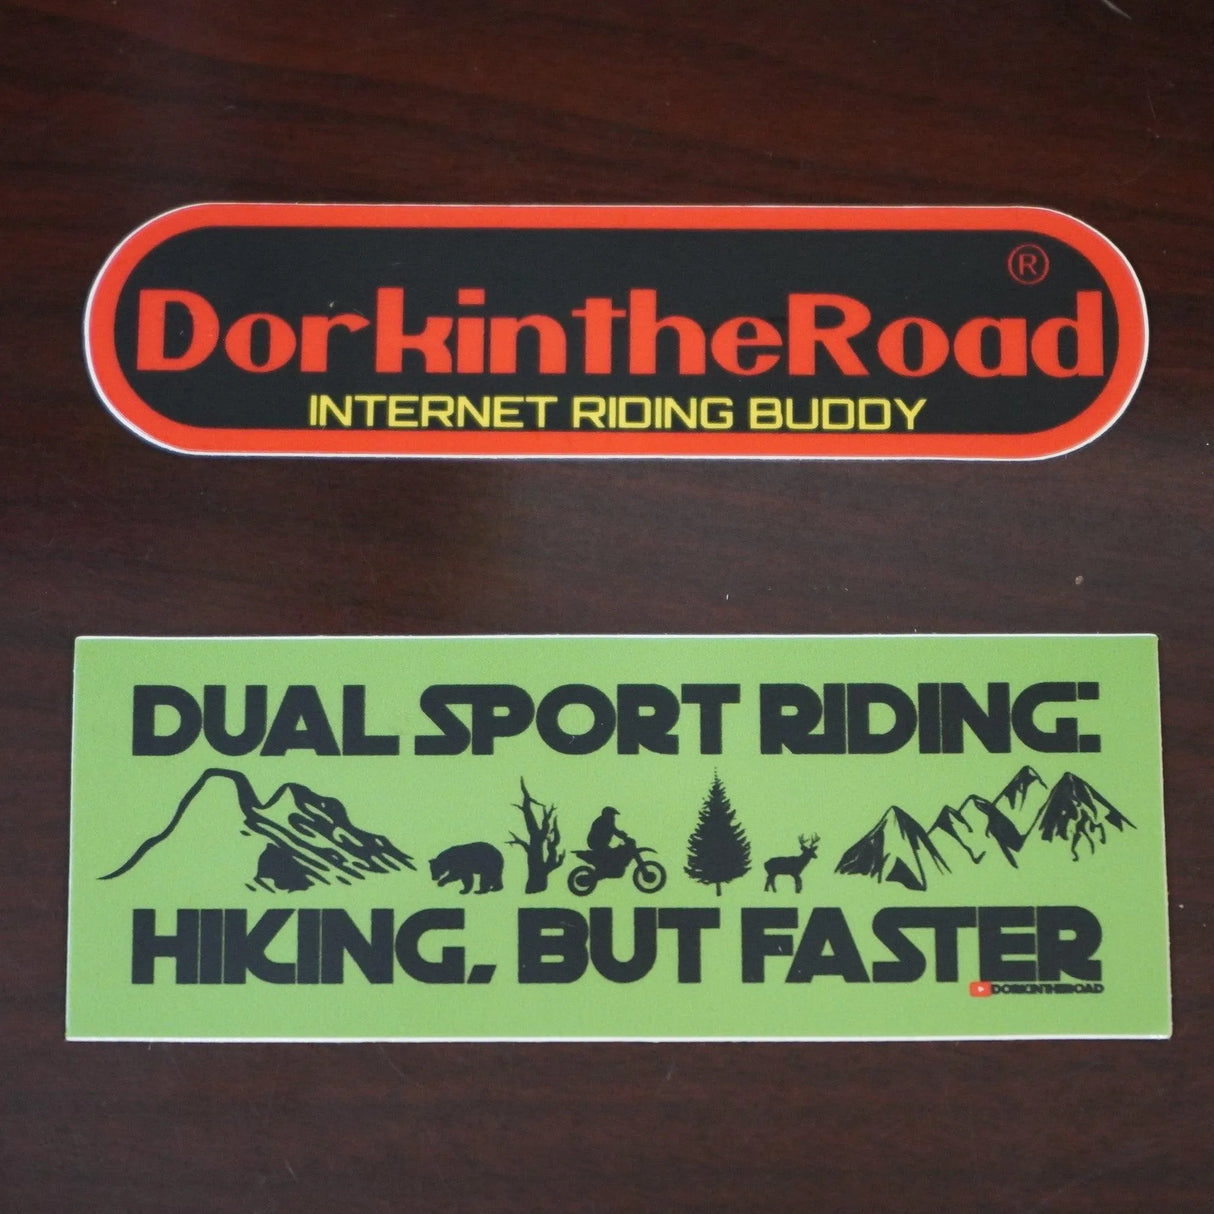 ®
DorkintheRoad
INTERNET RIDING BUDDY
DUAL SPORT RIDING:
HIKING, BUT FASTER
DORKINTHEROAD